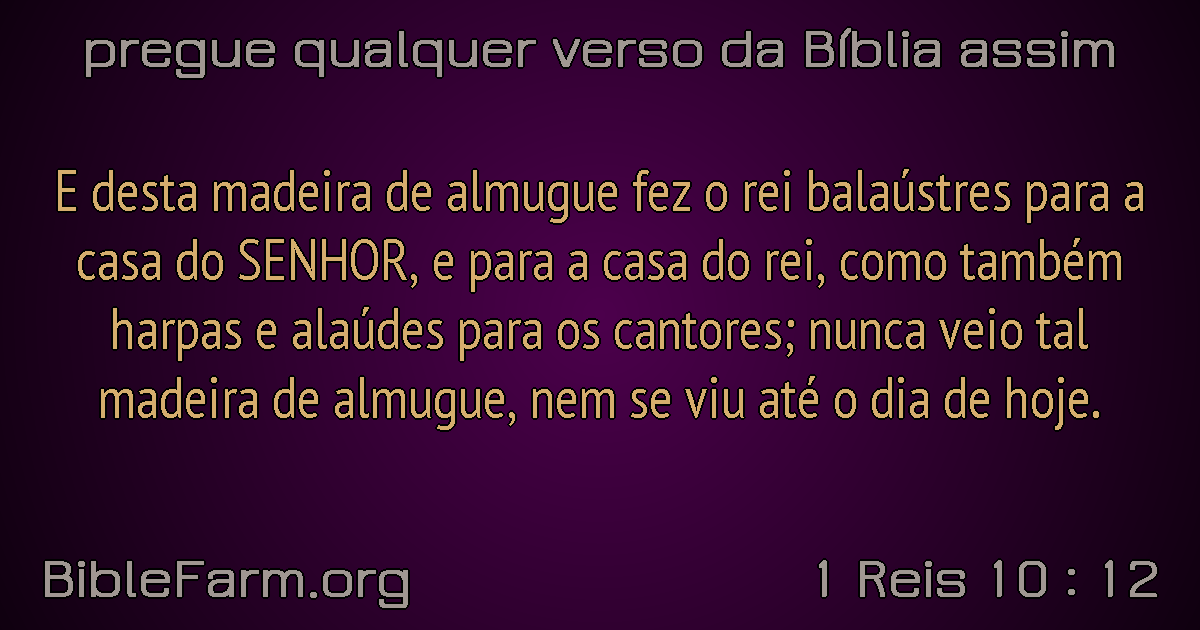 pregue qualquer verso da Bíblia assim
E desta madeira de almugue fez o rei balaústres para a
casa do SENHOR, e para a casa do rei, como também
harpas e alaúdes para os cantores; nunca veio tal
madeira de almugue, nem se viu até o dia de hoje.
BibleFarm.org
1 Reis 10 : 12